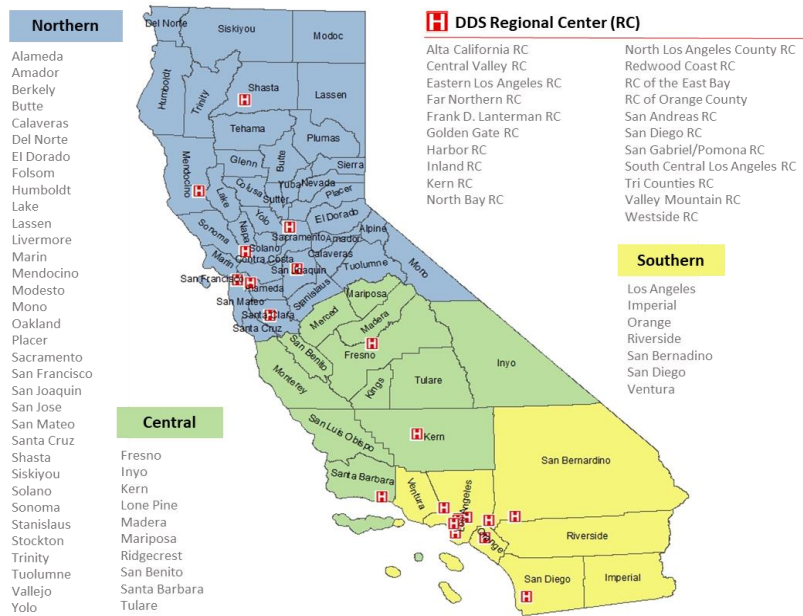 Northern
Alameda
Amador
Berkely
Butte
Calaveras
Del Norte
El Dorado
Folsom
Humboldt
Lake
Lassen
Livermore
Marin
Mendocino
Modesto
Mono
Oakland
Placer
Sacramento
San Francisco
San Joaquin
San Jose
San Mateo
Santa Cruz
Shasta
Siskiyou
Solano
Sonoma
Stanislaus
Stockton
Trinity
Tuolumne
Vallejo
Yolo
Central
Fresno
Inyo
Kern
Lone Pine
Madera
Mariposa
Ridgecrest
San Benito
Santa Barbara
Tulare
H DDS Regional Center (RC)
Alta California RC
Central Valley RC
Eastern Los Angeles RC
Far Northern RC
Frank D. Lanterman RC
Golden Gate RC
Harbor RC
Inland RC
Kern RC
North Bay RC
North Los Angeles County RC
Redwood Coast RC
RC of the East Bay
RC of Orange County
San Andreas RC
San Diego RC
San Gabriel/Pomona RC
South Central Los Angeles RC
Tri Counties RC
Valley Mountain RC
Westside RC
Southern
Los Angeles
Imperial
Orange
Riverside
San Bernadino
San Diego
Ventura
Del Norte
Siskiyou
Modoc
Humboldt
Trinity
Shasta
Lassen
Tehama
Plumas
Mendocino
Glenn
Butte
Sierra
Lake
Colusa
Yuba
Nevada
Sutter
Placer
Yolo
El Dorado
Sonoma
Napa
Sacramento
Amador
Alpine
Solano
Marin
Contra Costa
Calaveras
San Joaquin
Tuolumne
Mono
San Francisco
Alameda
Stanislaus
San Mateo
Santa Clara
Santa Cruz
Mariposa
Merced
Madera
San Benito
Fresno
Inyo
Monterey
Kings
Tulare
San Luis Obispo
Kern
Santa Barbara
Ventura
Los Angeles
San Bernardino
Orange
Riverside
San Diego
Imperial